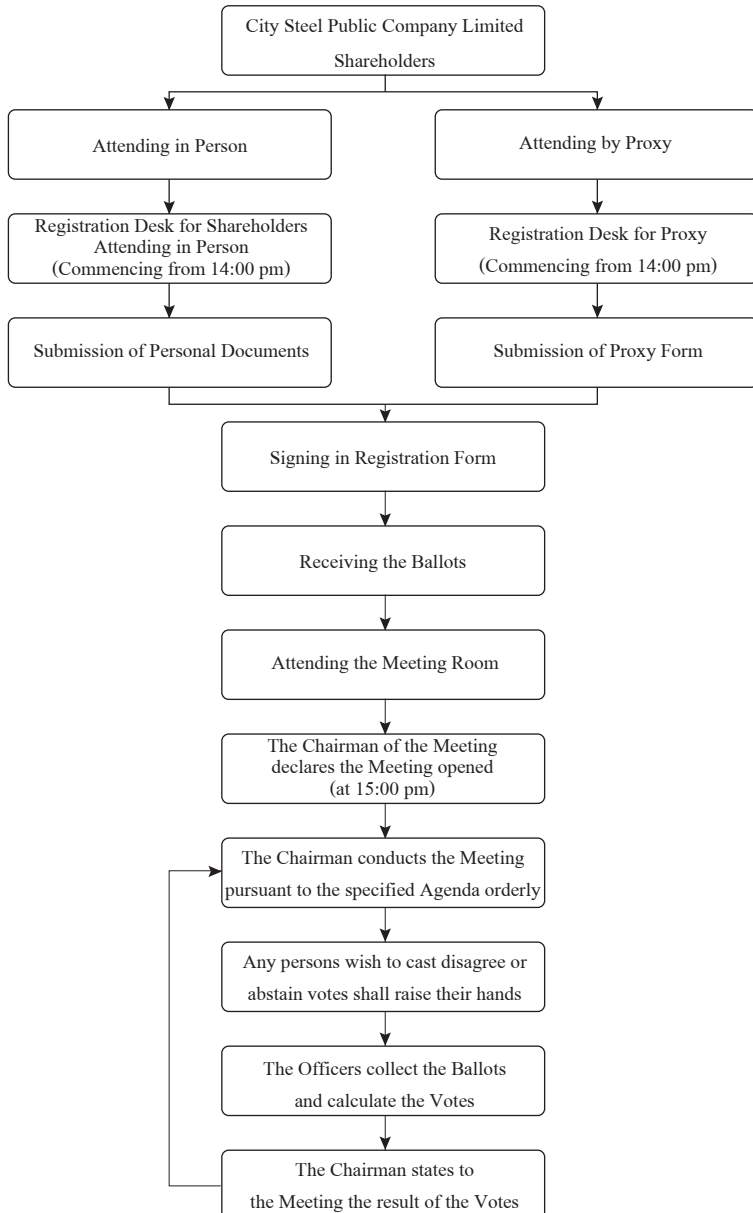 City Steel Public Company Limited
Shareholders
Attending in Person
Attending by Proxy
Registration Desk for Shareholders
Attending in Person
(Commencing from 14:00 pm)
Registration Desk for Proxy
(Commencing from 14:00 pm)
Submission of Personal Documents
Submission of Proxy Form
Signing in Registration Form
Receiving the Ballots
Attending the Meeting Room
The Chairman of the Meeting
declares the Meeting opened
(at 15:00 pm)
The Chairman conducts the Meeting
pursuant to the specified Agenda orderly
Any persons wish to cast disagree or
abstain votes shall raise their hands
The Officers collect the Ballots
and calculate the Votes
The Chairman states to
the Meeting the result of the Votes